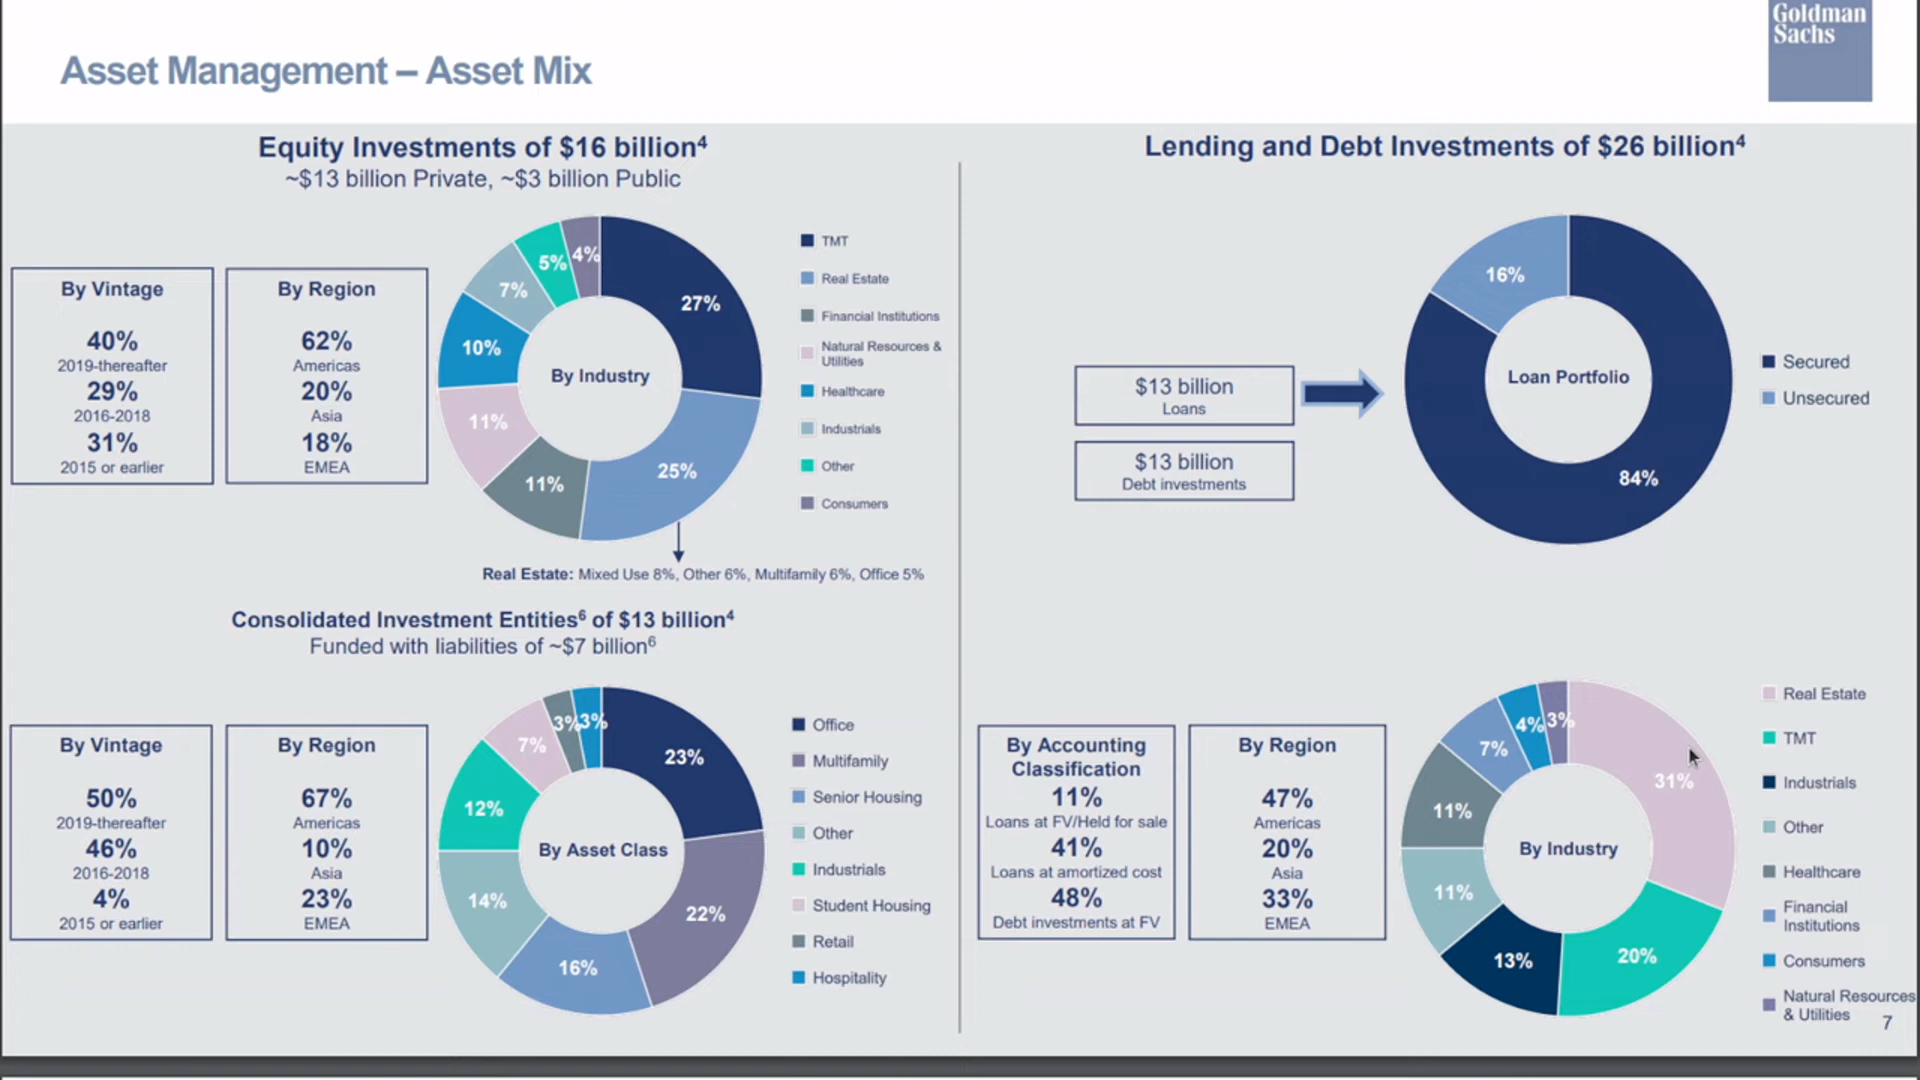 Goldman
Sachs
Asset Management – Asset Mix
Equity Investments of $16 billion⁴
~$13 billion Private, ~$3 billion Public
By Vintage
40%
2019-thereafter
29%
2016-2018
31%
2015 or earlier
By Region
62%
Americas
20%
Asia
18%
EMEA
By Industry
27%
25%
11%
11%
10%
7%
5%
4%
TMT
Real Estate
Financial Institutions
Natural Resources &
Utilities
Healthcare
Industrials
Other
Consumers
Real Estate: Mixed Use 8%, Other 6%, Multifamily 6%, Office 5%
Consolidated Investment Entities⁶ of $13 billion⁴
Funded with liabilities of ~$7 billion⁶
By Vintage
50%
2019-thereafter
46%
2016-2018
4%
2015 or earlier
By Region
67%
Americas
10%
Asia
23%
EMEA
By Asset Class
23%
22%
16%
14%
12%
7%
3%
3%
Office
Multifamily
Senior Housing
Other
Industrials
Student Housing
Retail
Hospitality
Lending and Debt Investments of $26 billion⁴
$13 billion
Loans
$13 billion
Debt investments
Loan Portfolio
16%
84%
Secured
Unsecured
By Accounting
Classification
11%
Loans at FV/Held for sale
41%
Loans at amortized cost
48%
Debt investments at FV
By Region
47%
Americas
20%
Asia
33%
EMEA
By Industry
31%
20%
13%
11%
11%
7%
4%
3%
Real Estate
TMT
Industrials
Other
Healthcare
Financial
Institutions
Consumers
Natural Resources
& Utilities
7